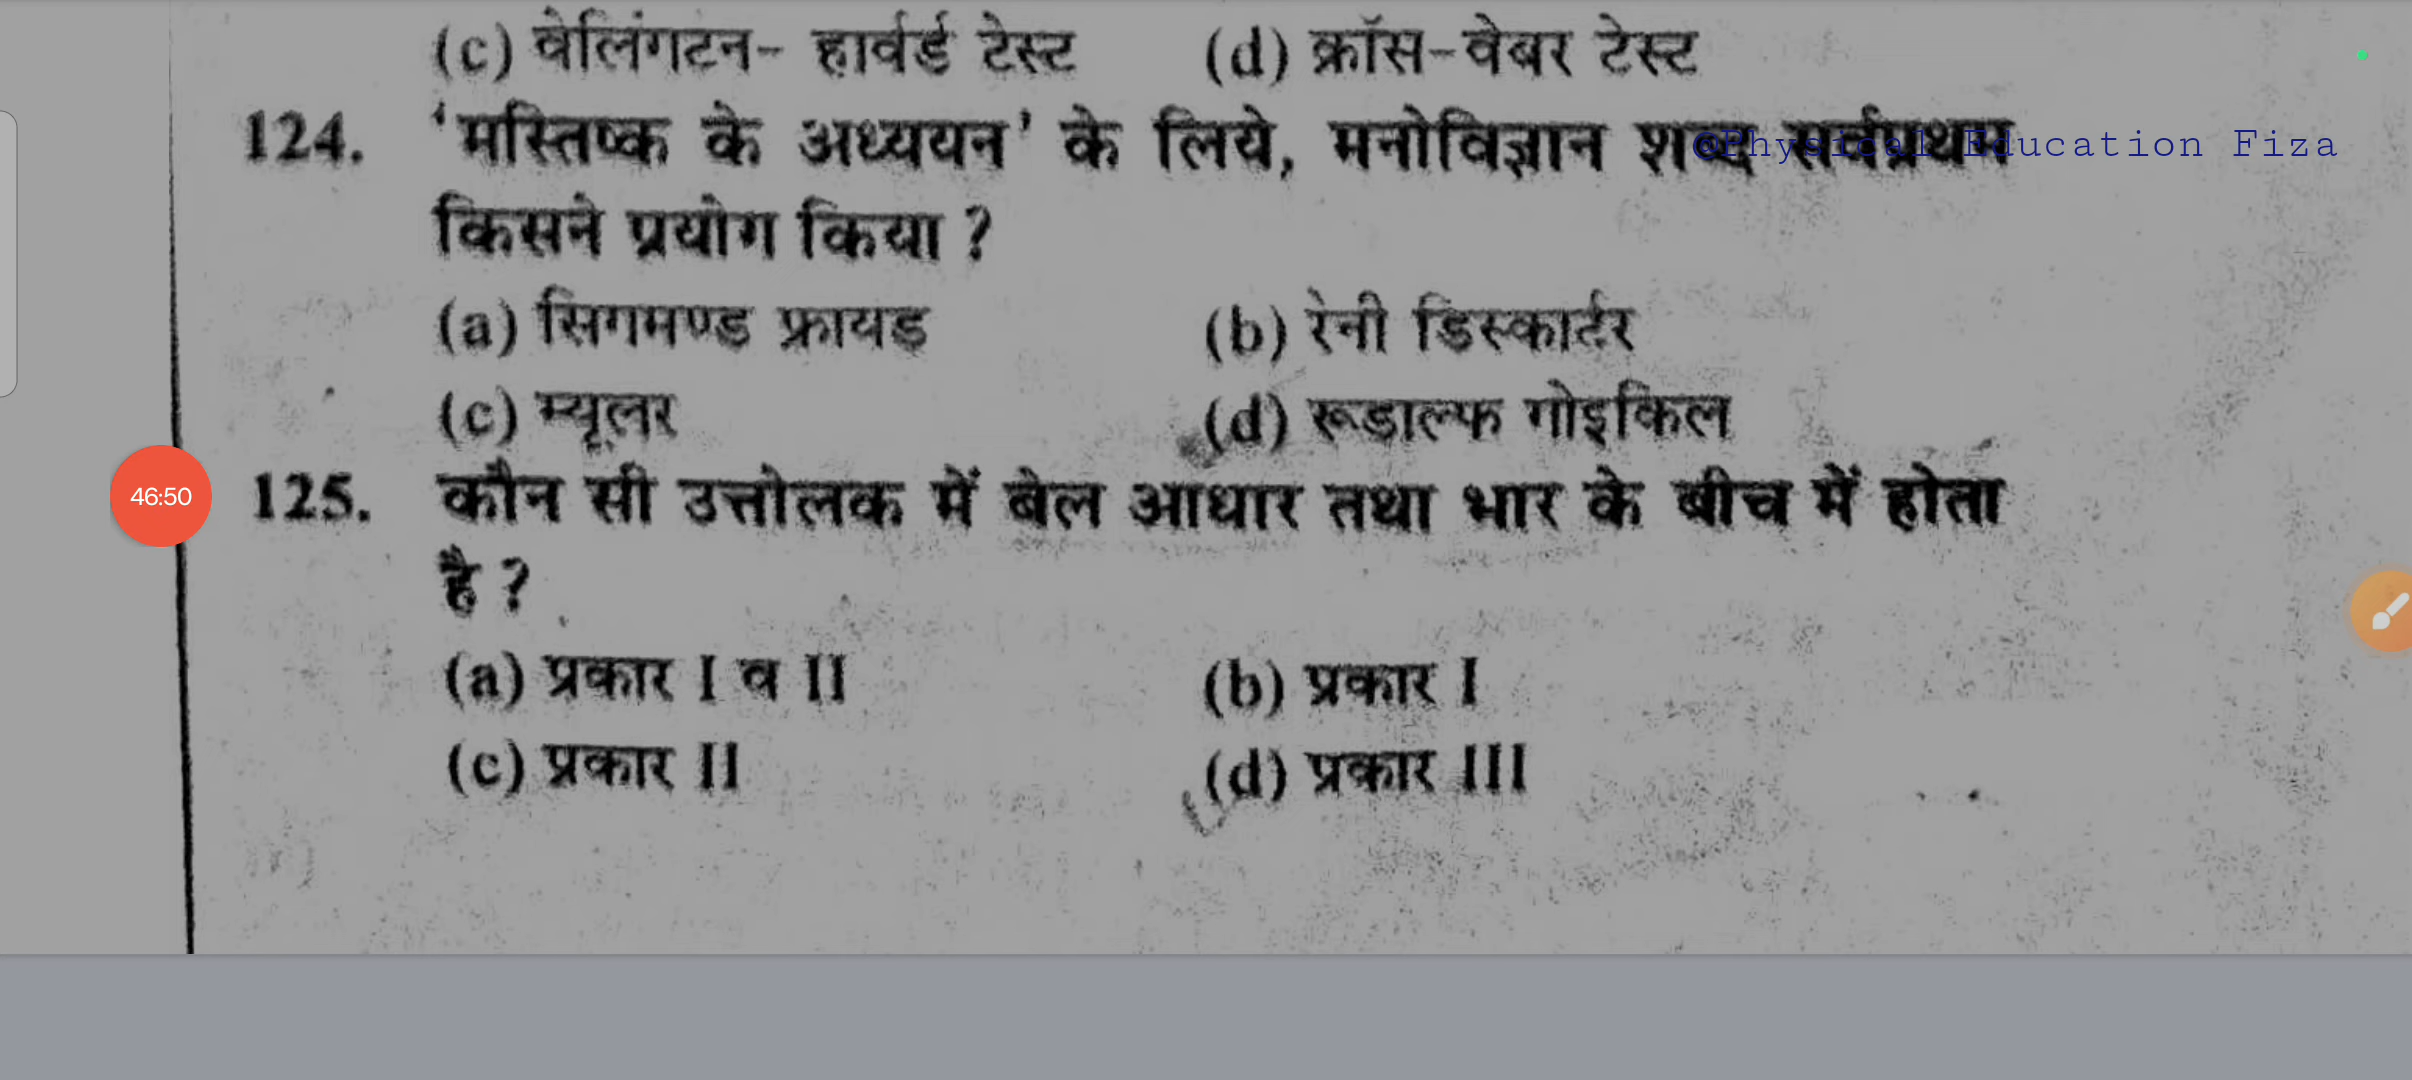 (c) वेलिंगटन- हार्वर्ड टेस्ट (d) क्रॉस-वेबर टेस्ट
124. ‘मस्तिष्क के अध्ययन’ के लिये, मनोविज्ञान शब्द सर्वप्रथम @Physical Education Fiza
किसने प्रयोग किया ?
(a) सिगमण्ड फ्रायड (b) रेनी डिस्कार्टर
(c) म्यूलर (d) रूडाल्फ गोइकिल
46:50
125. कौन सी उत्तोलक में बेल आधार तथा भार के बीच में होता
है ?
(a) प्रकार I व II (b) प्रकार I
(c) प्रकार II (d) प्रकार III